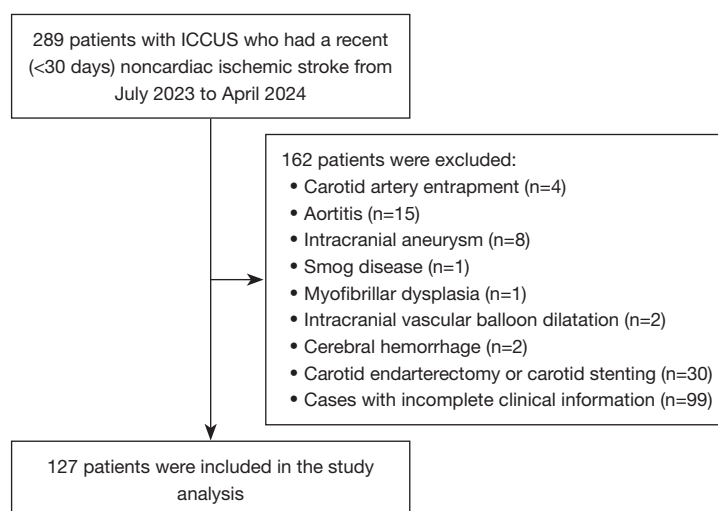 289 patients with ICCUS who had a recent
(<30 days) noncardiac ischemic stroke from
July 2023 to April 2024
162 patients were excluded:
• Carotid artery entrapment (n=4)
• Aortitis (n=15)
• Intracranial aneurysm (n=8)
• Smog disease (n=1)
• Myofibrillar dysplasia (n=1)
• Intracranial vascular balloon dilatation (n=2)
• Cerebral hemorrhage (n=2)
• Carotid endarterectomy or carotid stenting (n=30)
• Cases with incomplete clinical information (n=99)
127 patients were included in the study
analysis